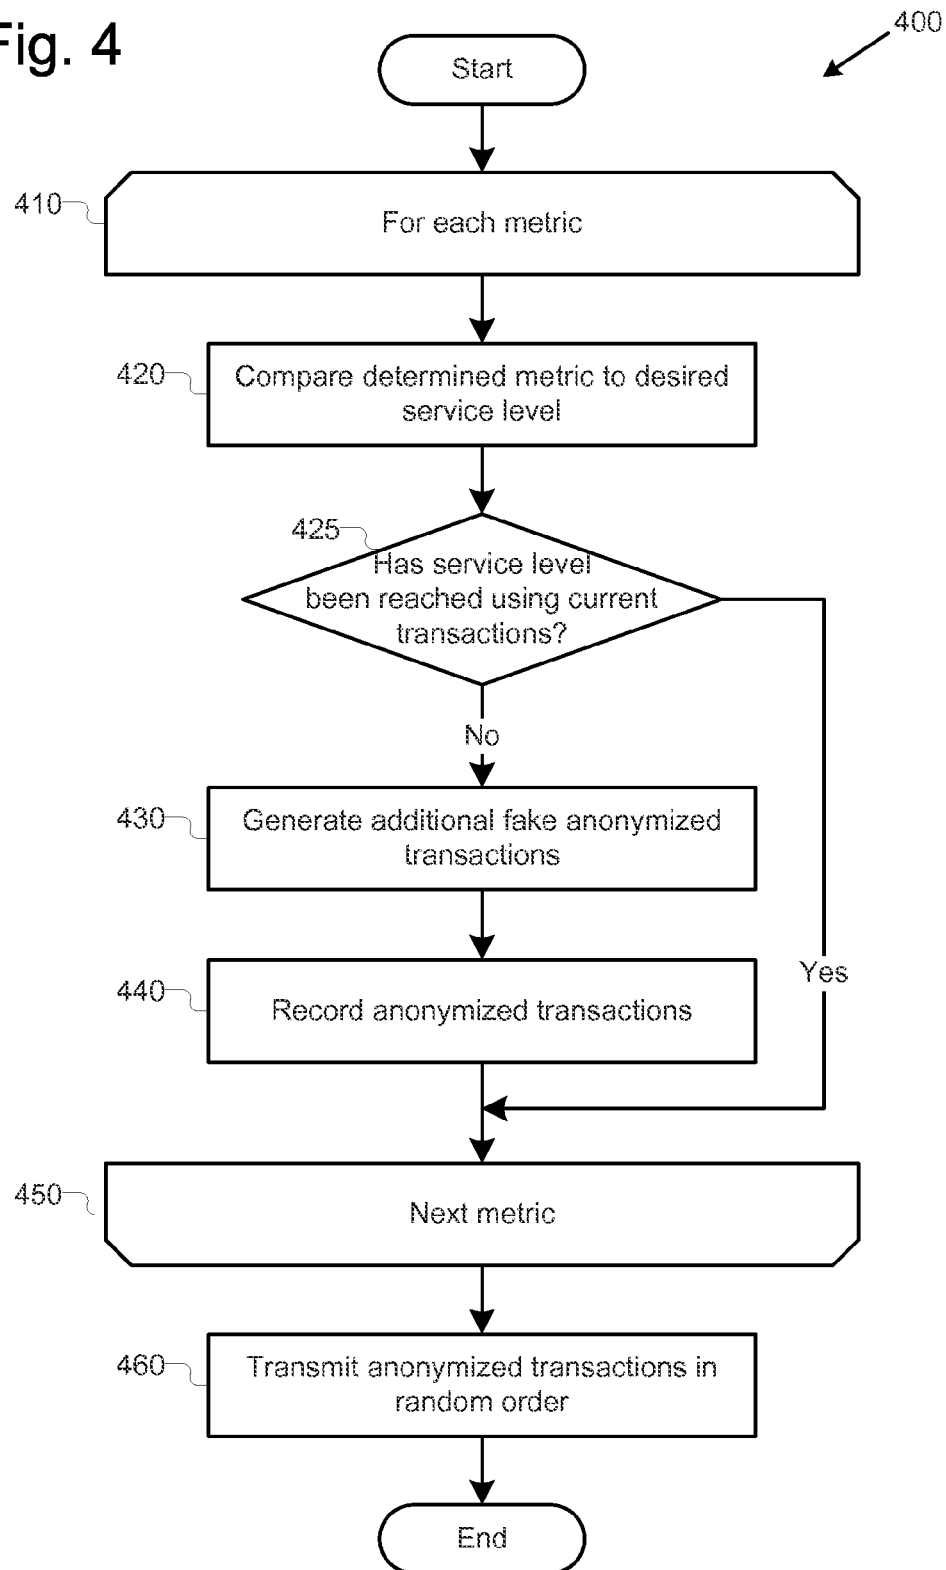 Fig. 4
400
Start
410
For each metric
420
Compare determined metric to desired
service level
425
Has service level
been reached using current
transactions?
No
430
Generate additional fake anonymized
transactions
440
Record anonymized transactions
Yes
450
Next metric
460
Transmit anonymized transactions in
random order
End